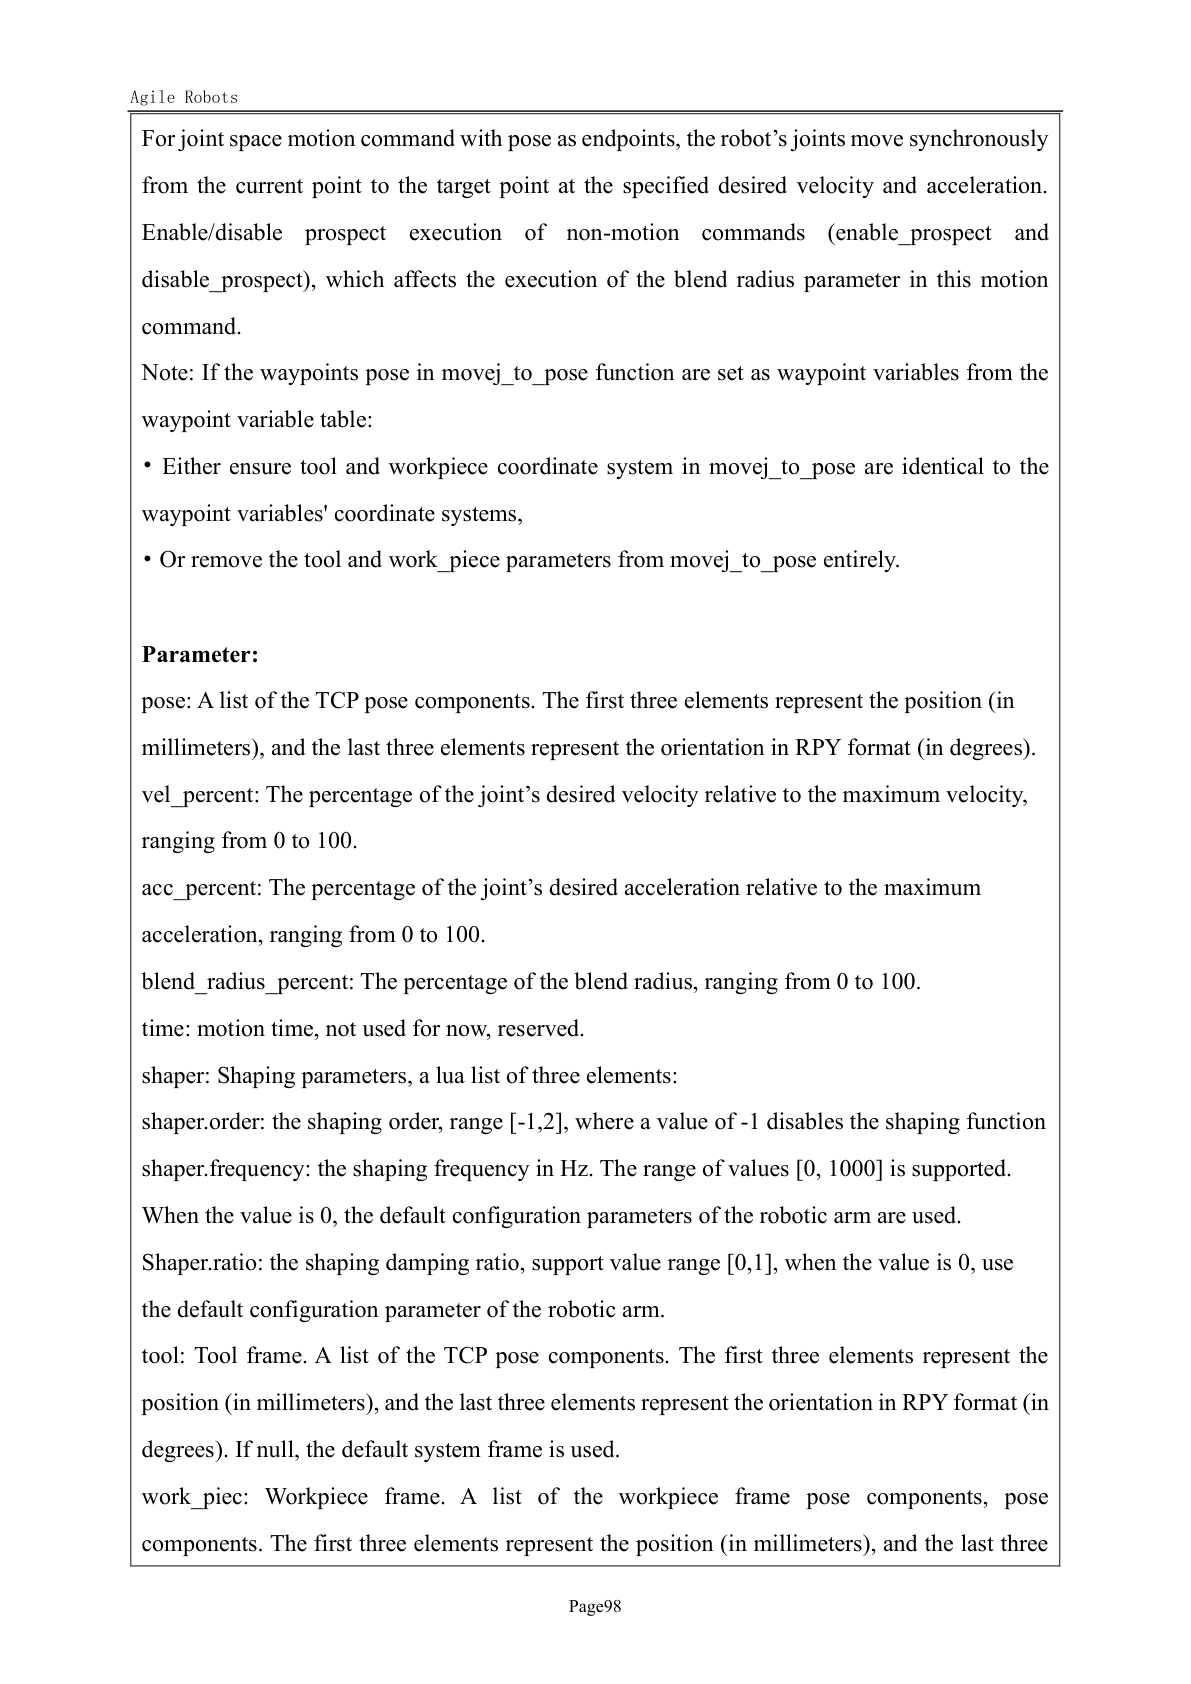 Agile Robots
For joint space motion command with pose as endpoints, the robot’s joints move synchronously
from the current point to the target point at the specified desired velocity and acceleration.
Enable/disable prospect execution of non-motion commands (enable_prospect and
disable_prospect), which affects the execution of the blend radius parameter in this motion
command.
Note: If the waypoints pose in movej_to_pose function are set as waypoint variables from the
waypoint variable table:
• Either ensure tool and workpiece coordinate system in movej_to_pose are identical to the
waypoint variables' coordinate systems,
• Or remove the tool and work_piece parameters from movej_to_pose entirely.
Parameter:
pose: A list of the TCP pose components. The first three elements represent the position (in
millimeters), and the last three elements represent the orientation in RPY format (in degrees).
vel_percent: The percentage of the joint’s desired velocity relative to the maximum velocity,
ranging from 0 to 100.
acc_percent: The percentage of the joint’s desired acceleration relative to the maximum
acceleration, ranging from 0 to 100.
blend_radius_percent: The percentage of the blend radius, ranging from 0 to 100.
time: motion time, not used for now, reserved.
shaper: Shaping parameters, a lua list of three elements:
shaper.order: the shaping order, range [-1,2], where a value of -1 disables the shaping function
shaper.frequency: the shaping frequency in Hz. The range of values [0, 1000] is supported.
When the value is 0, the default configuration parameters of the robotic arm are used.
Shaper.ratio: the shaping damping ratio, support value range [0,1], when the value is 0, use
the default configuration parameter of the robotic arm.
tool: Tool frame. A list of the TCP pose components. The first three elements represent the
position (in millimeters), and the last three elements represent the orientation in RPY format (in
degrees). If null, the default system frame is used.
work_piec: Workpiece frame. A list of the workpiece frame pose components, pose
components. The first three elements represent the position (in millimeters), and the last three
Page98